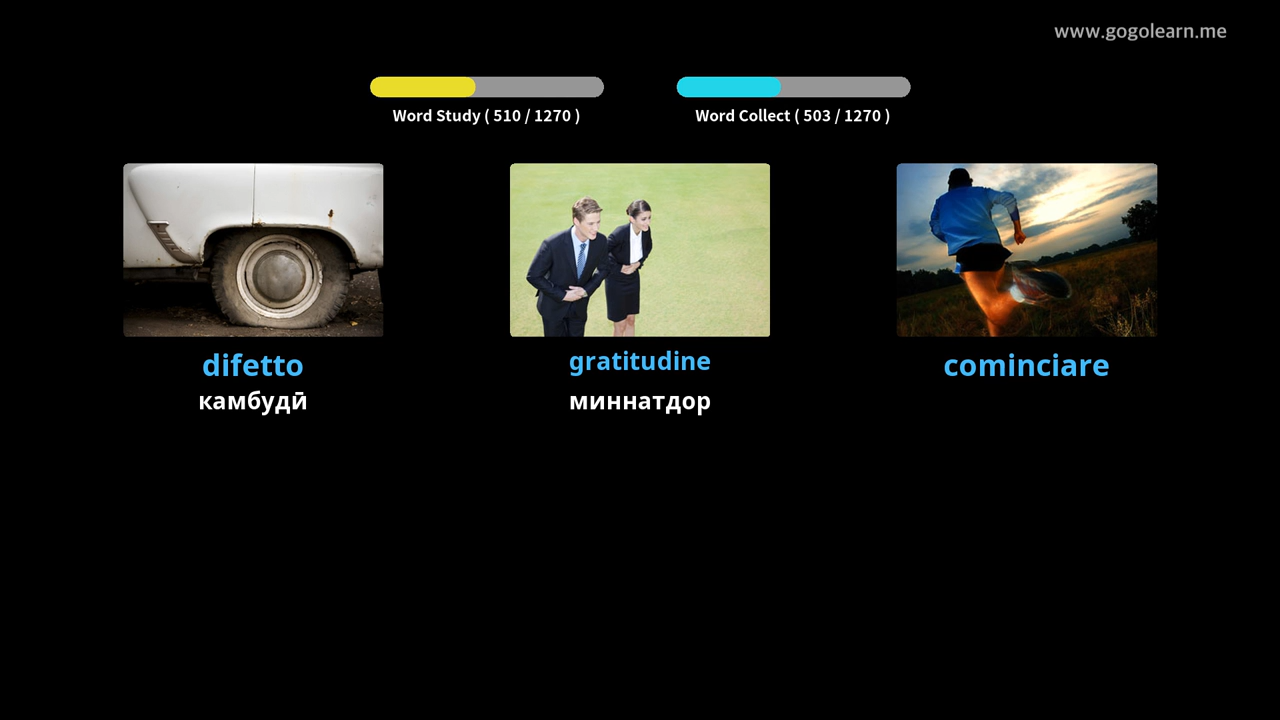 www.gogolearn.me
Word Study ( 510 / 1270 )
Word Collect ( 503 / 1270 )
difetto
gratitudine
cominciare
камбудӣ
миннатдор